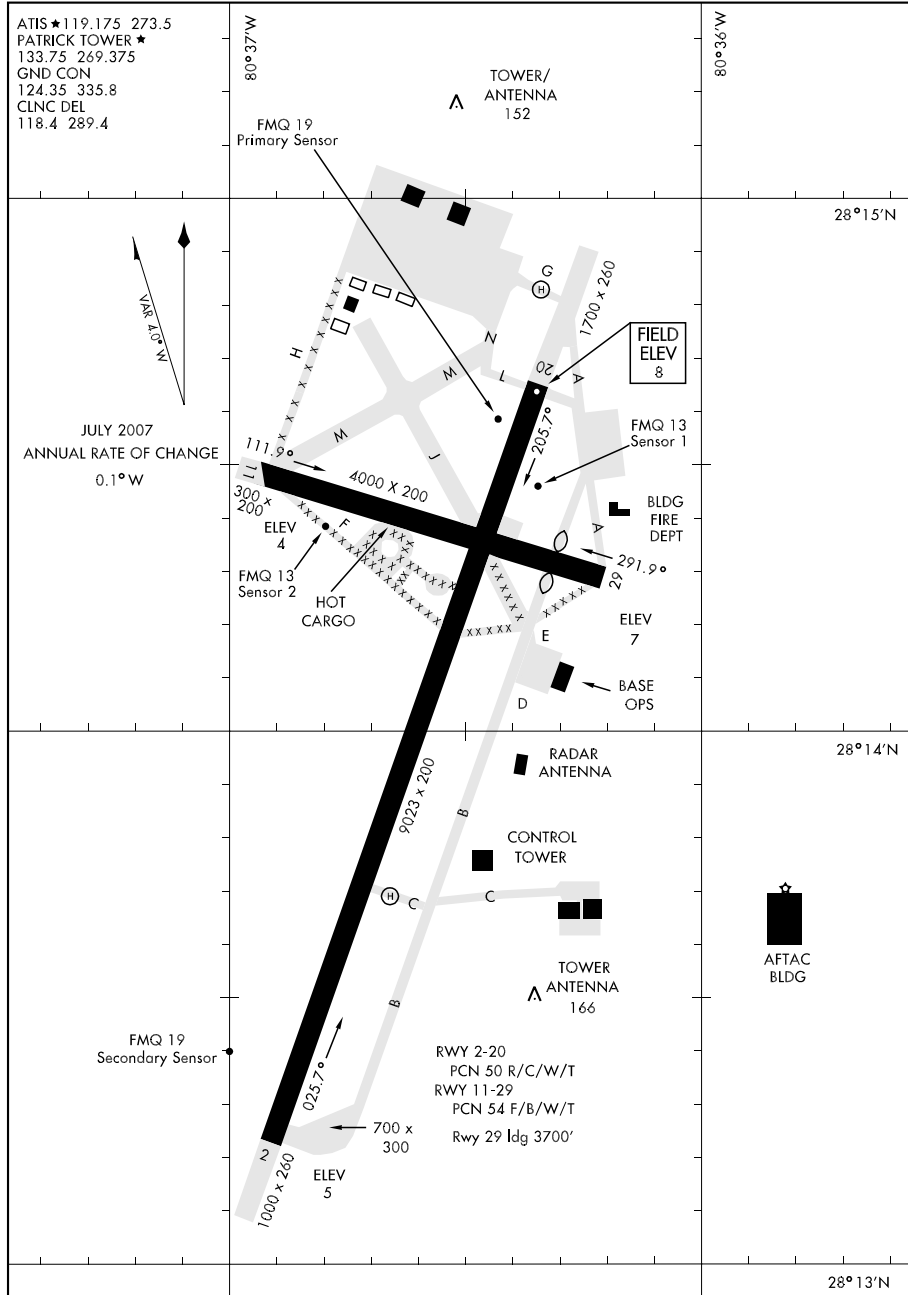 ATIS ★ 119.175 273.5
PATRICK TOWER ★
133.75 269.375
GND CON
124.35 335.8
CLNC DEL
118.4 289.4
80°37'W
80°36'W
TOWER/
ANTENNA
152
FMQ 19
Primary Sensor
28°15'N
VAR 4.0° W
JULY 2007
ANNUAL RATE OF CHANGE
0.1° W
H
G
H
1700 x 260
N
M
L
20
A
FIELD
ELEV
8
M
J
205.7°
FMQ 13
Sensor 1
111.9°
11
4000 X 200
300 x
200
ELEV
4
F
A
BLDG
FIRE
DEPT
291.9°
29
FMQ 13
Sensor 2
HOT
CARGO
ELEV
7
E
D
BASE
OPS
28°14'N
RADAR
ANTENNA
9023 x 200
B
CONTROL
TOWER
H
C
C
AFTAC
BLDG
TOWER
ANTENNA
166
B
FMQ 19
Secondary Sensor
025.7°
RWY 2-20
PCN 50 R/C/W/T
RWY 11-29
PCN 54 F/B/W/T
Rwy 29 ldg 3700'
700 x
300
2
ELEV
5
1000 x 260
28°13'N